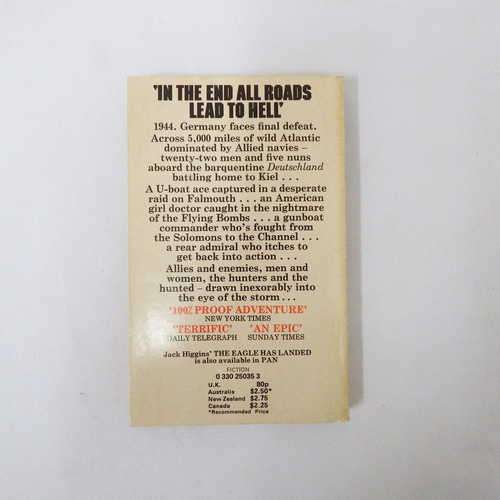 'IN THE END ALL ROADS
LEAD TO HELL'
1944. Germany faces final defeat.
Across 5,000 miles of wild Atlantic
dominated by Allied navies –
twenty-two men and five nuns
aboard the barquentine Deutschland
battling home to Kiel . . .
A U-boat ace captured in a desperate
raid on Falmouth . . . an American
girl doctor caught in the nightmare
of the Flying Bombs . . . a gunboat
commander who's fought from
the Solomons to the Channel . . .
a rear admiral who itches to
get back into action . . .
Allies and enemies, men and
women, the hunters and the
hunted – drawn inexorably into
the eye of the storm . . .
'100% PROOF ADVENTURE'
NEW YORK TIMES
'TERRIFIC' 'AN EPIC'
DAILY TELEGRAPH SUNDAY TIMES
Jack Higgins' THE EAGLE HAS LANDED
is also available in PAN
FICTION
0 330 25035 3
U.K. 80p
Australia $2.50*
New Zealand $2.75
Canada $2.25
*Recommended Price